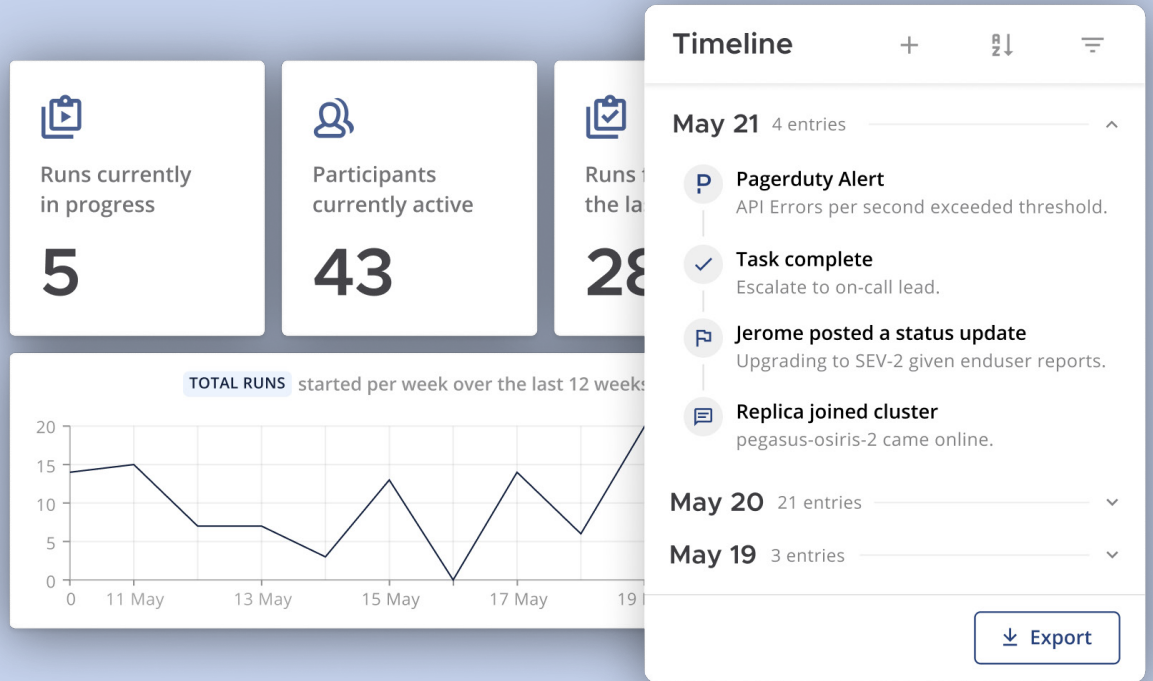 Runs currently
in progress
5
Participants
currently active
43
Runs
the
TOTAL RUNS started per week over the last 12 weeks
20
15
10
5
0
0 11 May 13 May 15 May 17 May 19
Timeline
May 21 4 entries
Pagerduty Alert
API Errors per second exceeded threshold.
Task complete
Escalate to on-call lead.
Jerome posted a status update
Upgrading to SEV-2 given enduser reports.
Replica joined cluster
pegasus-osiris-2 came online.
May 20 21 entries
May 19 3 entries
Export